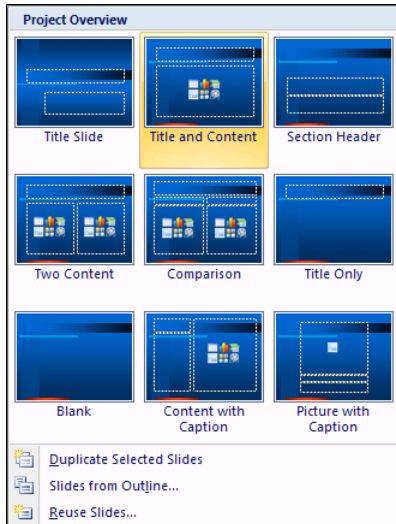 Project Overview
Title Slide
Title and Content
Section Header
Two Content
Comparison
Title Only
Blank
Content with
Caption
Picture with
Caption
Duplicate Selected Slides
Slides from Outline...
Reuse Slides...